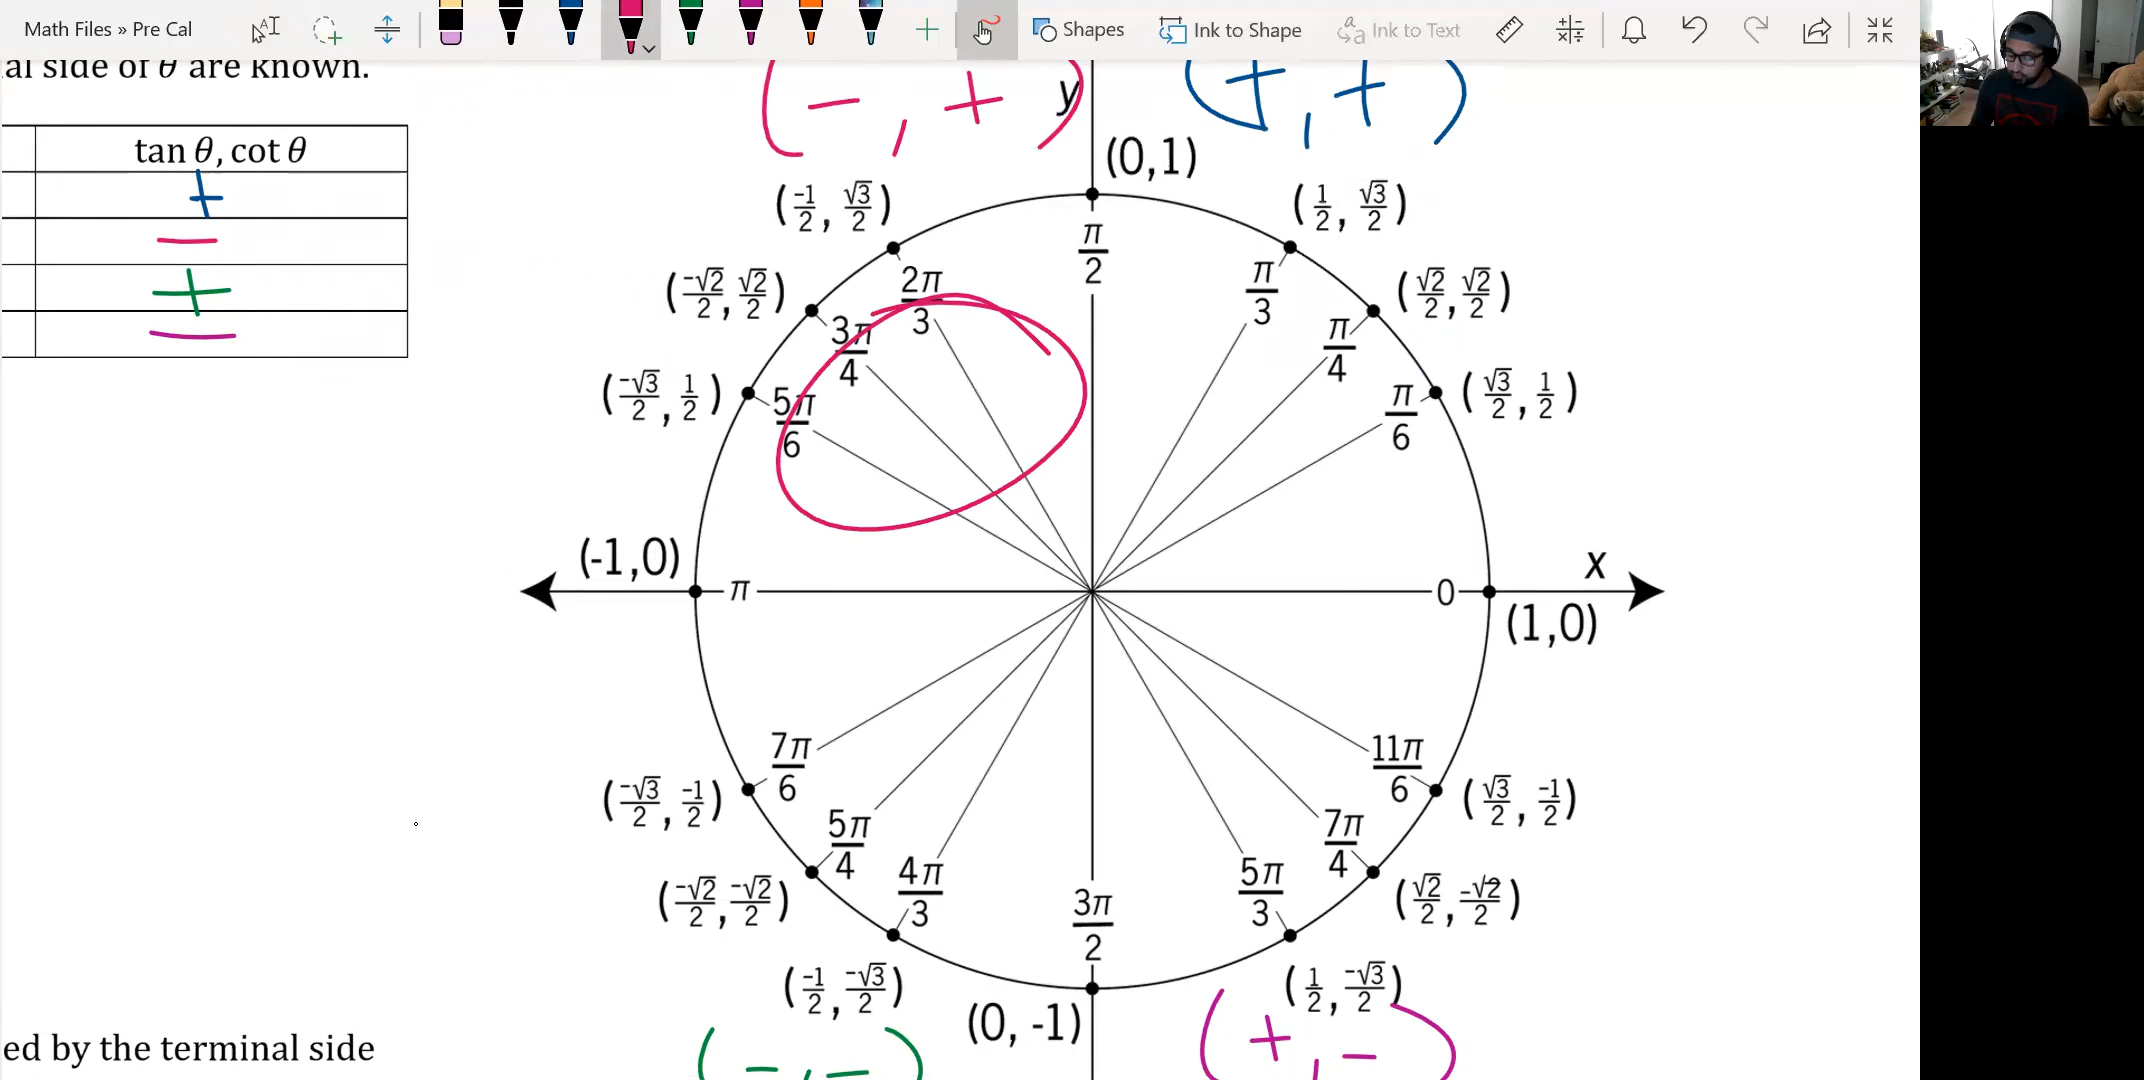 Math Files » Pre Cal
Shapes
Ink to Shape
Ink to Text
al side of θ are known.
tan θ, cot θ
+
−
+
−
(−, +)
(+, +)
y
(0,1)
(-1/2, √3/2)
(1/2, √3/2)
π/2
2π/3
π/3
(-√2/2, √2/2)
(√2/2, √2/2)
3π/4
π/4
(-√3/2, 1/2)
(√3/2, 1/2)
5π/6
π/6
(-1,0)
π
0
x
(1,0)
7π/6
11π/6
(-√3/2, -1/2)
(√3/2, -1/2)
5π/4
7π/4
(-√2/2, -√2/2)
(√2/2, -√2/2)
4π/3
5π/3
3π/2
(-1/2, -√3/2)
(1/2, -√3/2)
(0, -1)
(−, −)
(+, −)
ed by the terminal side